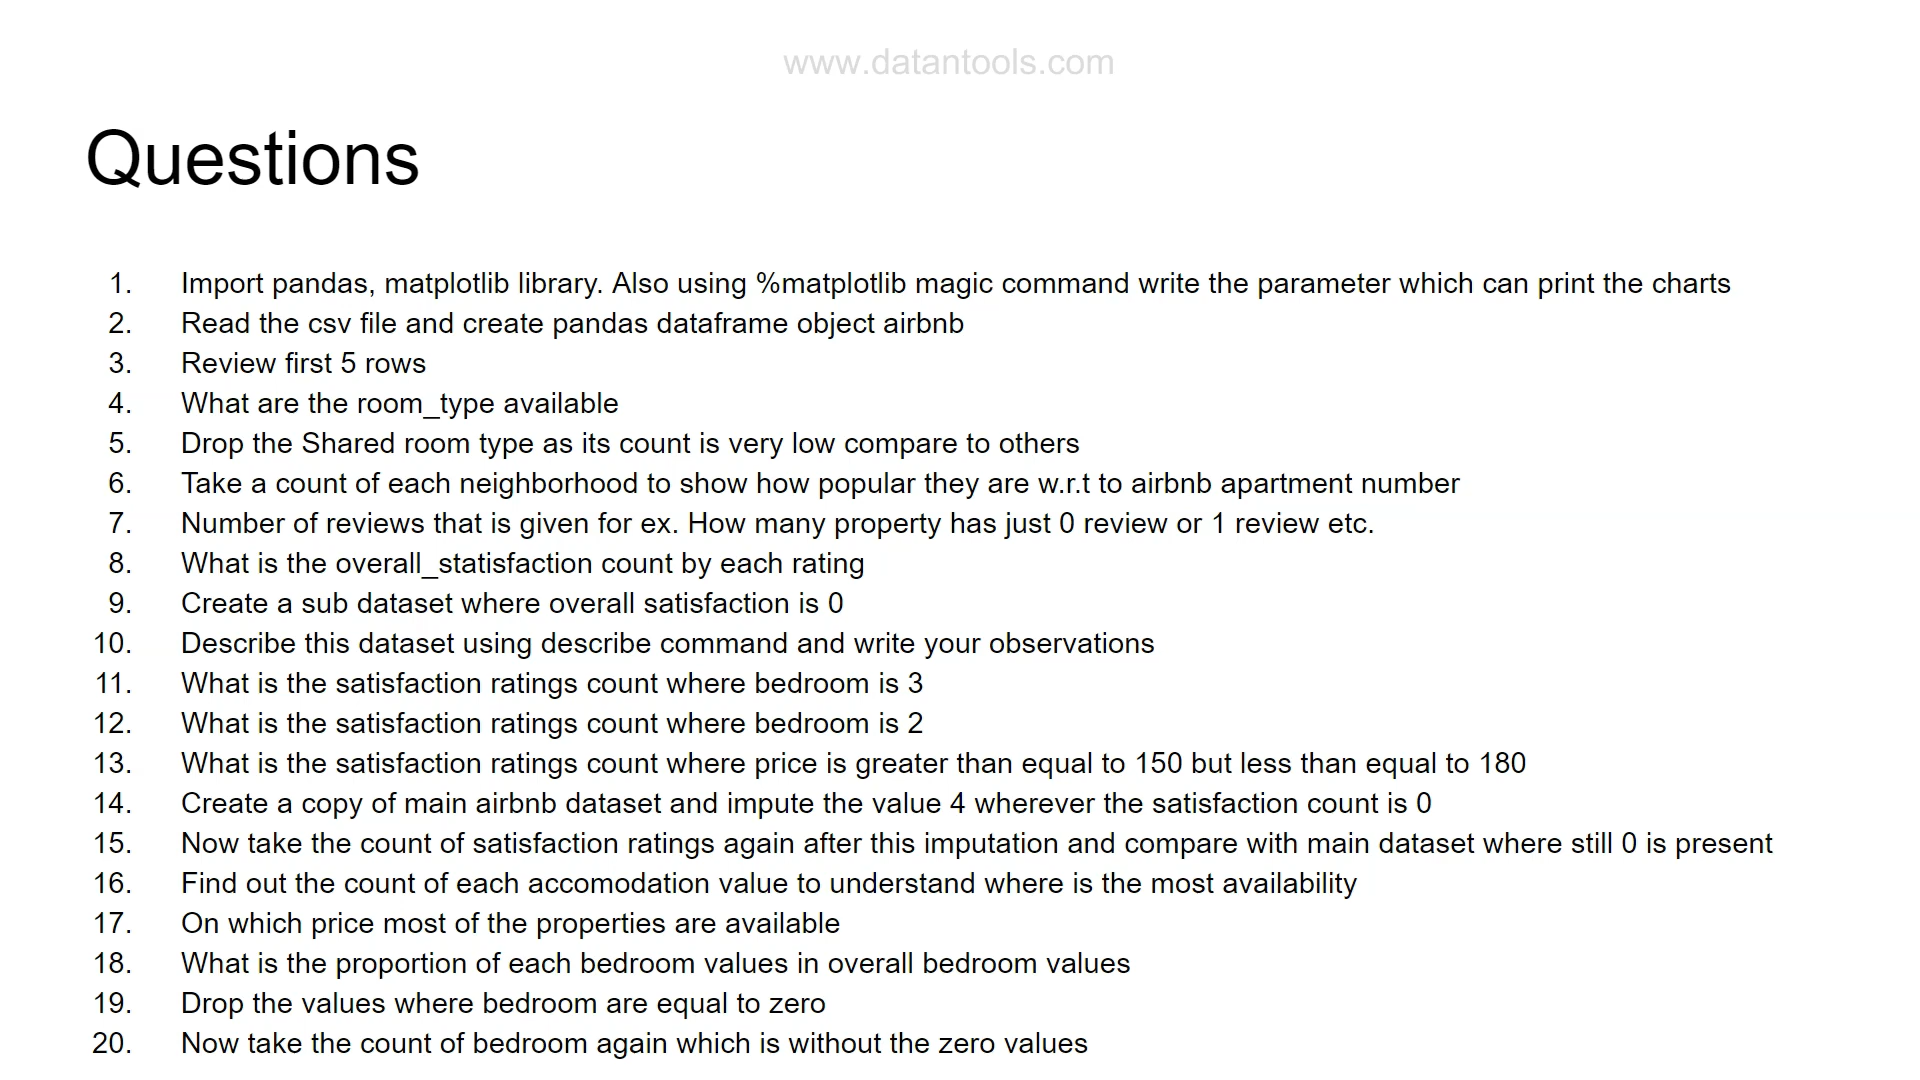 www.datantools.com
Questions
1. Import pandas, matplotlib library. Also using %matplotlib magic command write the parameter which can print the charts
2. Read the csv file and create pandas dataframe object airbnb
3. Review first 5 rows
4. What are the room_type available
5. Drop the Shared room type as its count is very low compare to others
6. Take a count of each neighborhood to show how popular they are w.r.t to airbnb apartment number
7. Number of reviews that is given for ex. How many property has just 0 review or 1 review etc.
8. What is the overall_statisfaction count by each rating
9. Create a sub dataset where overall satisfaction is 0
10. Describe this dataset using describe command and write your observations
11. What is the satisfaction ratings count where bedroom is 3
12. What is the satisfaction ratings count where bedroom is 2
13. What is the satisfaction ratings count where price is greater than equal to 150 but less than equal to 180
14. Create a copy of main airbnb dataset and impute the value 4 wherever the satisfaction count is 0
15. Now take the count of satisfaction ratings again after this imputation and compare with main dataset where still 0 is present
16. Find out the count of each accomodation value to understand where is the most availability
17. On which price most of the properties are available
18. What is the proportion of each bedroom values in overall bedroom values
19. Drop the values where bedroom are equal to zero
20. Now take the count of bedroom again which is without the zero values